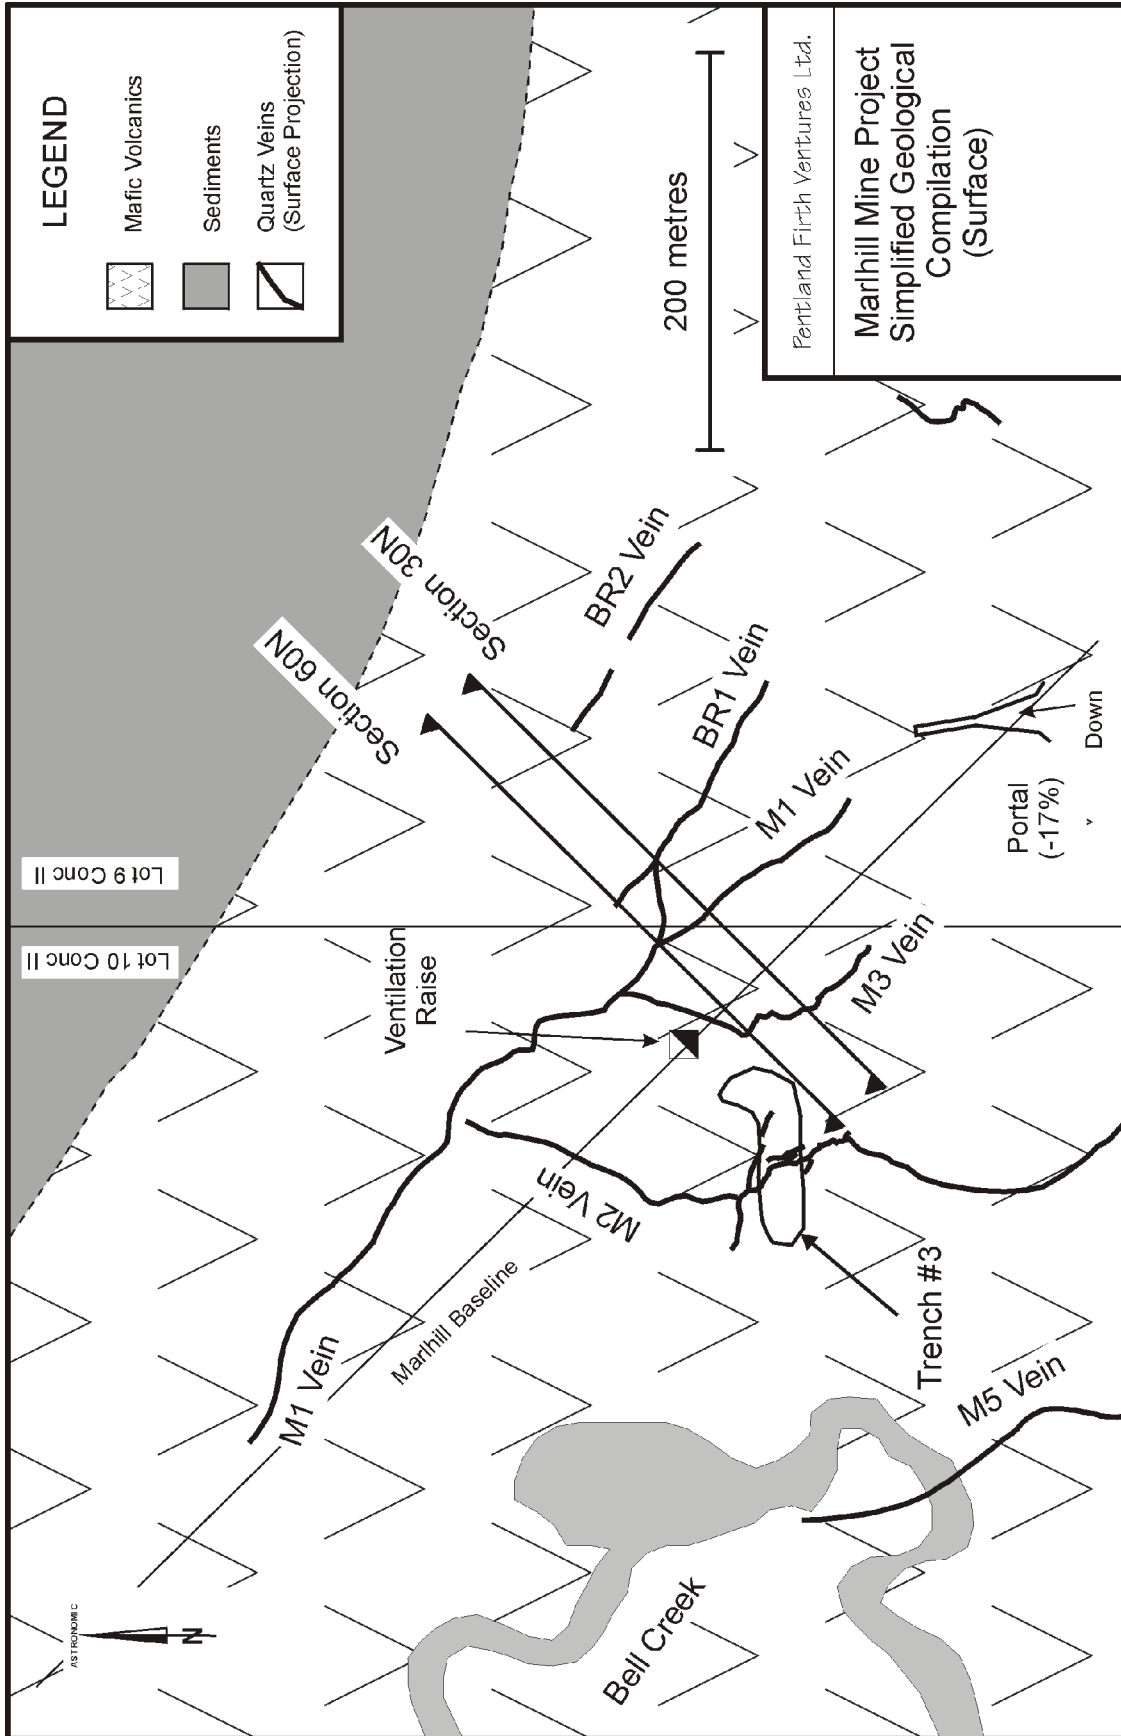 LEGEND
Mafic Volcanics
Sediments
Quartz Veins
(Surface Projection)
200 metres
Pentland Firth Ventures Ltd.
Marlhill Mine Project
Simplified Geological
Compilation
(Surface)
Section 30N
Section 60N
BR2 Vein
BR1 Vein
M1 Vein
Lot 9 Conc II
Lot 10 Conc II
Ventilation
Raise
M3 Vein
Down
Portal
(-17%)
M2 Vein
Marlhill Baseline
Trench #3
M1 Vein
M5 Vein
Bell Creek
ASTRONOMIC
N